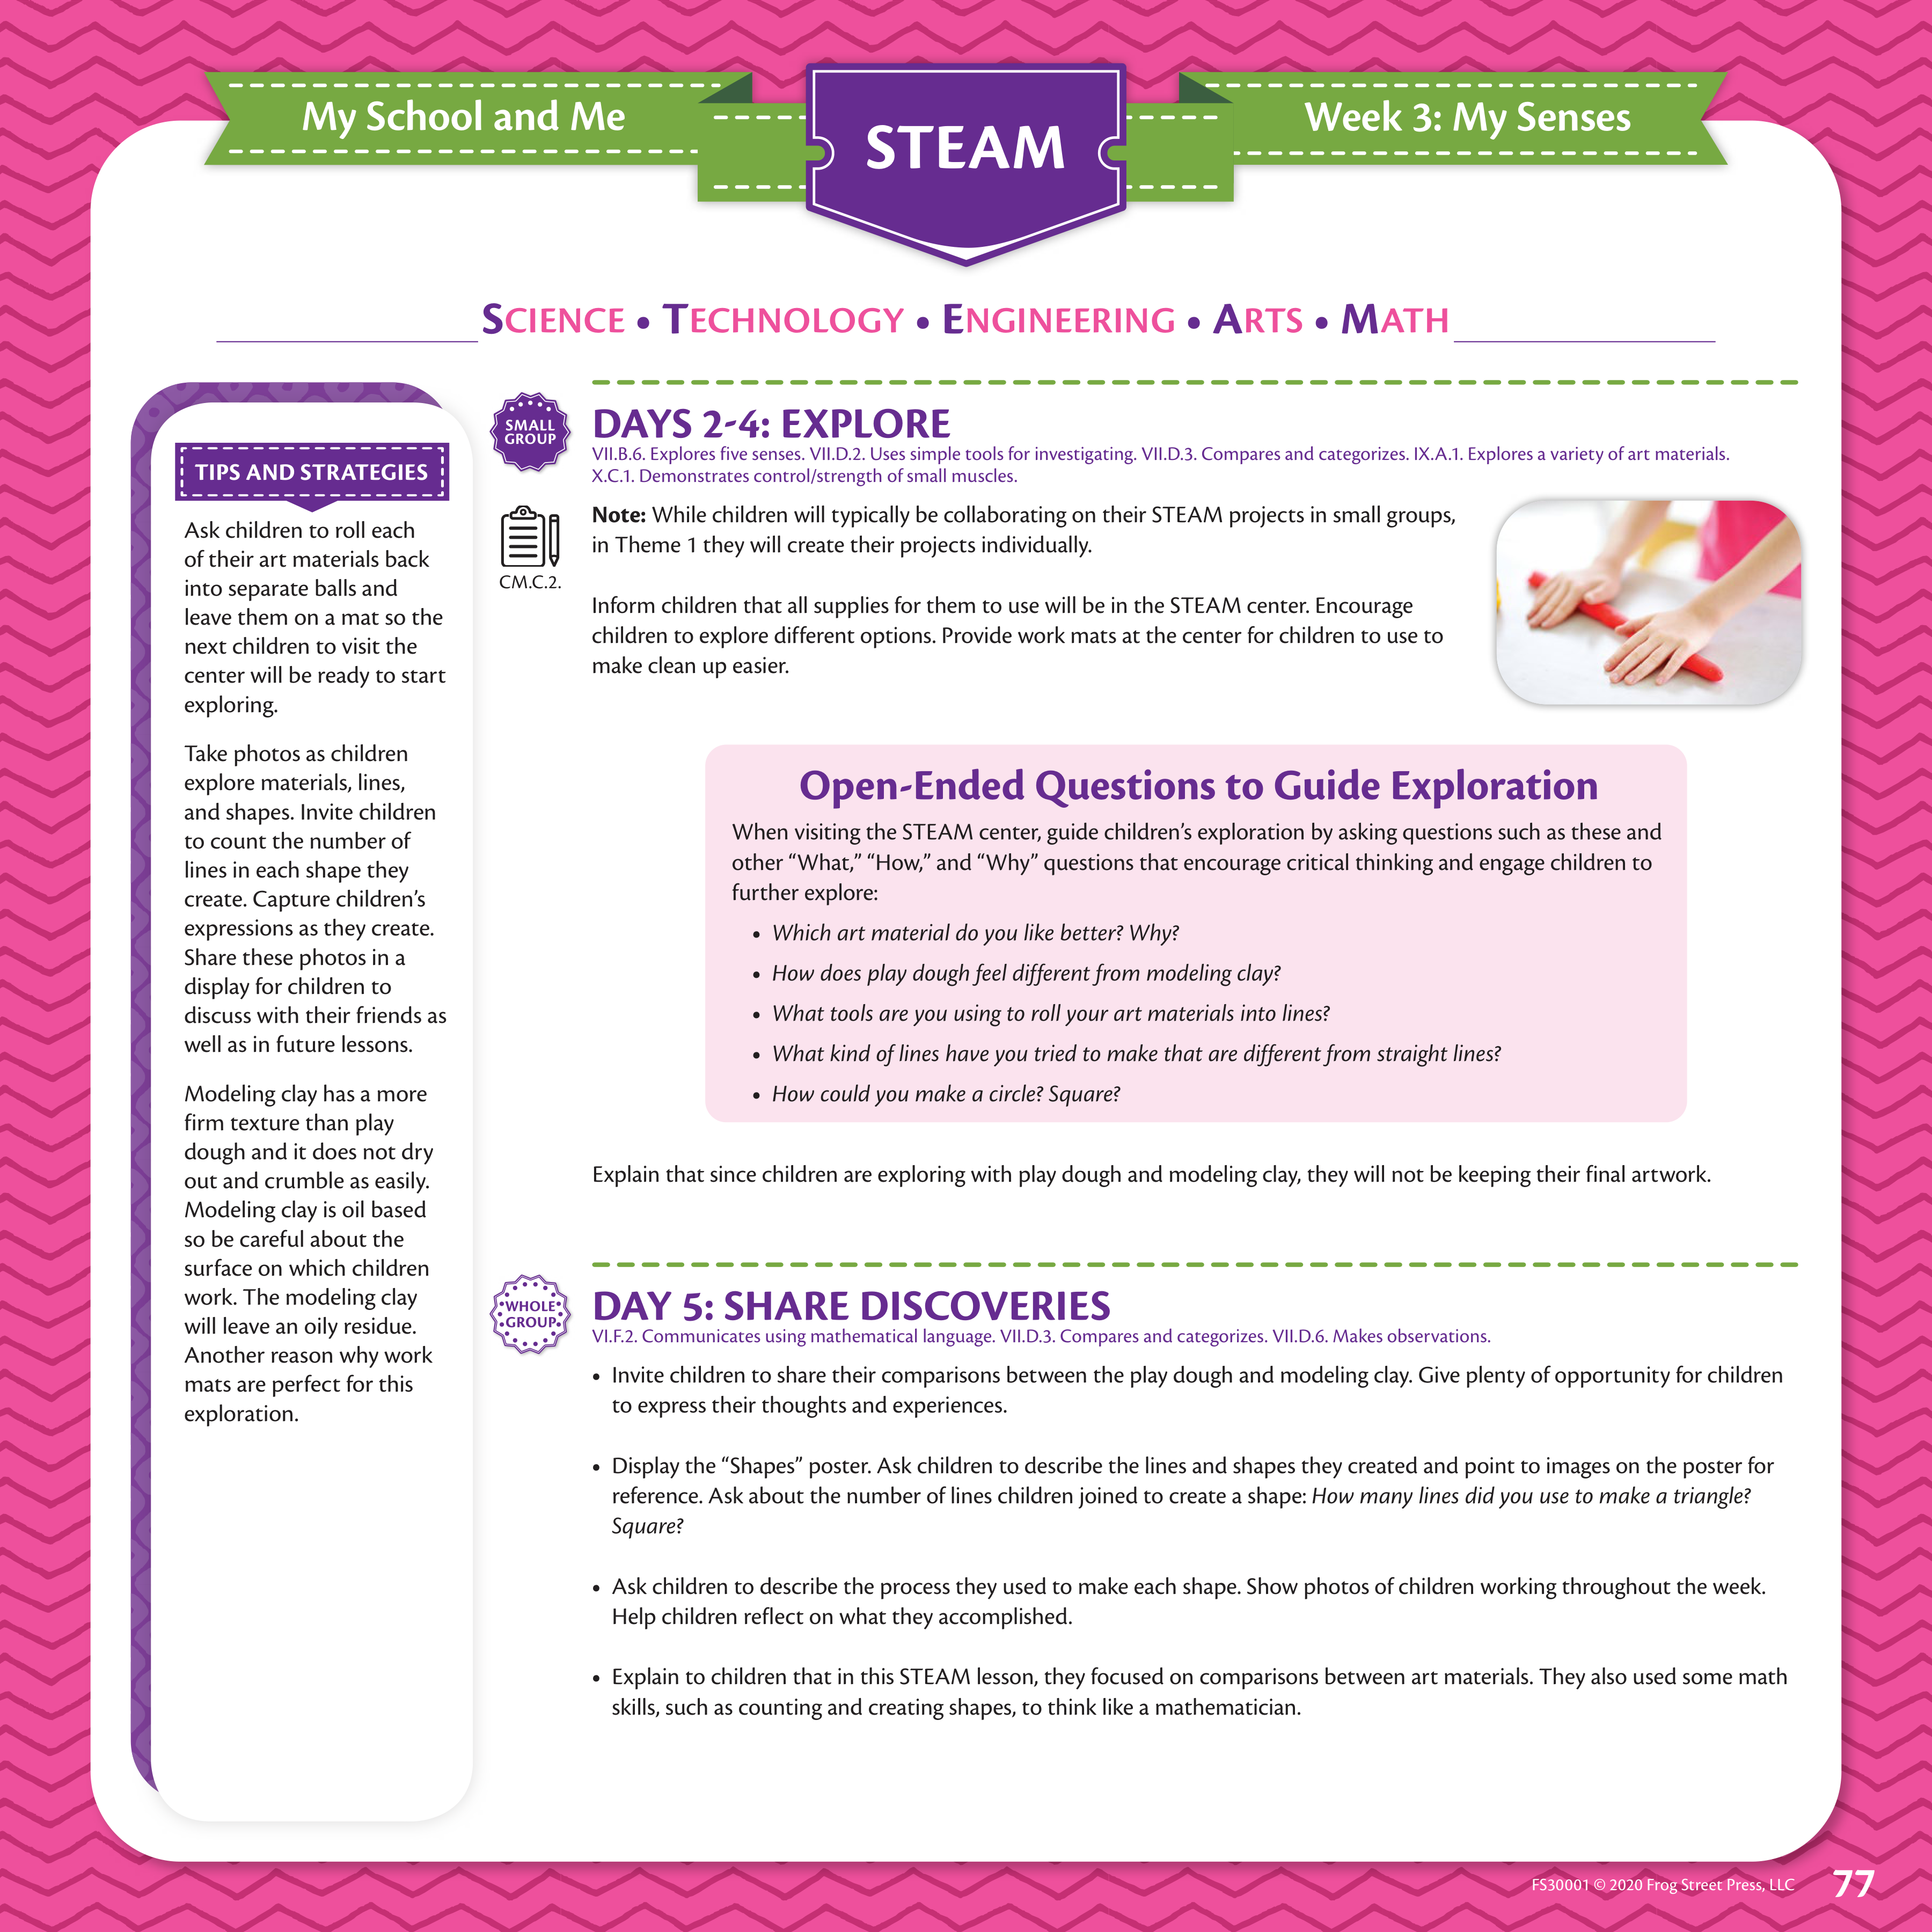 My School and Me
STEAM
Week 3: My Senses
SCIENCE • TECHNOLOGY • ENGINEERING • ARTS • MATH
TIPS AND STRATEGIES
Ask children to roll each
of their art materials back
into separate balls and
leave them on a mat so the
next children to visit the
center will be ready to start
exploring.
Take photos as children
explore materials, lines,
and shapes. Invite children
to count the number of
lines in each shape they
create. Capture children’s
expressions as they create.
Share these photos in a
display for children to
discuss with their friends as
well as in future lessons.
Modeling clay has a more
firm texture than play
dough and it does not dry
out and crumble as easily.
Modeling clay is oil based
so be careful about the
surface on which children
work. The modeling clay
will leave an oily residue.
Another reason why work
mats are perfect for this
exploration.
SMALL
GROUP
DAYS 2-4: EXPLORE
VII.B.6. Explores five senses. VII.D.2. Uses simple tools for investigating. VII.D.3. Compares and categorizes. IX.A.1. Explores a variety of art materials.
X.C.1. Demonstrates control/strength of small muscles.
CM.C.2.
Note: While children will typically be collaborating on their STEAM projects in small groups,
in Theme 1 they will create their projects individually.
Inform children that all supplies for them to use will be in the STEAM center. Encourage
children to explore different options. Provide work mats at the center for children to use to
make clean up easier.
Open-Ended Questions to Guide Exploration
When visiting the STEAM center, guide children’s exploration by asking questions such as these and
other “What,” “How,” and “Why” questions that encourage critical thinking and engage children to
further explore:
• Which art material do you like better? Why?
• How does play dough feel different from modeling clay?
• What tools are you using to roll your art materials into lines?
• What kind of lines have you tried to make that are different from straight lines?
• How could you make a circle? Square?
Explain that since children are exploring with play dough and modeling clay, they will not be keeping their final artwork.
WHOLE
GROUP
DAY 5: SHARE DISCOVERIES
VI.F.2. Communicates using mathematical language. VII.D.3. Compares and categorizes. VII.D.6. Makes observations.
• Invite children to share their comparisons between the play dough and modeling clay. Give plenty of opportunity for children
to express their thoughts and experiences.
• Display the “Shapes” poster. Ask children to describe the lines and shapes they created and point to images on the poster for
reference. Ask about the number of lines children joined to create a shape: How many lines did you use to make a triangle?
Square?
• Ask children to describe the process they used to make each shape. Show photos of children working throughout the week.
Help children reflect on what they accomplished.
• Explain to children that in this STEAM lesson, they focused on comparisons between art materials. They also used some math
skills, such as counting and creating shapes, to think like a mathematician.
FS30001 © 2020 Frog Street Press, LLC
77